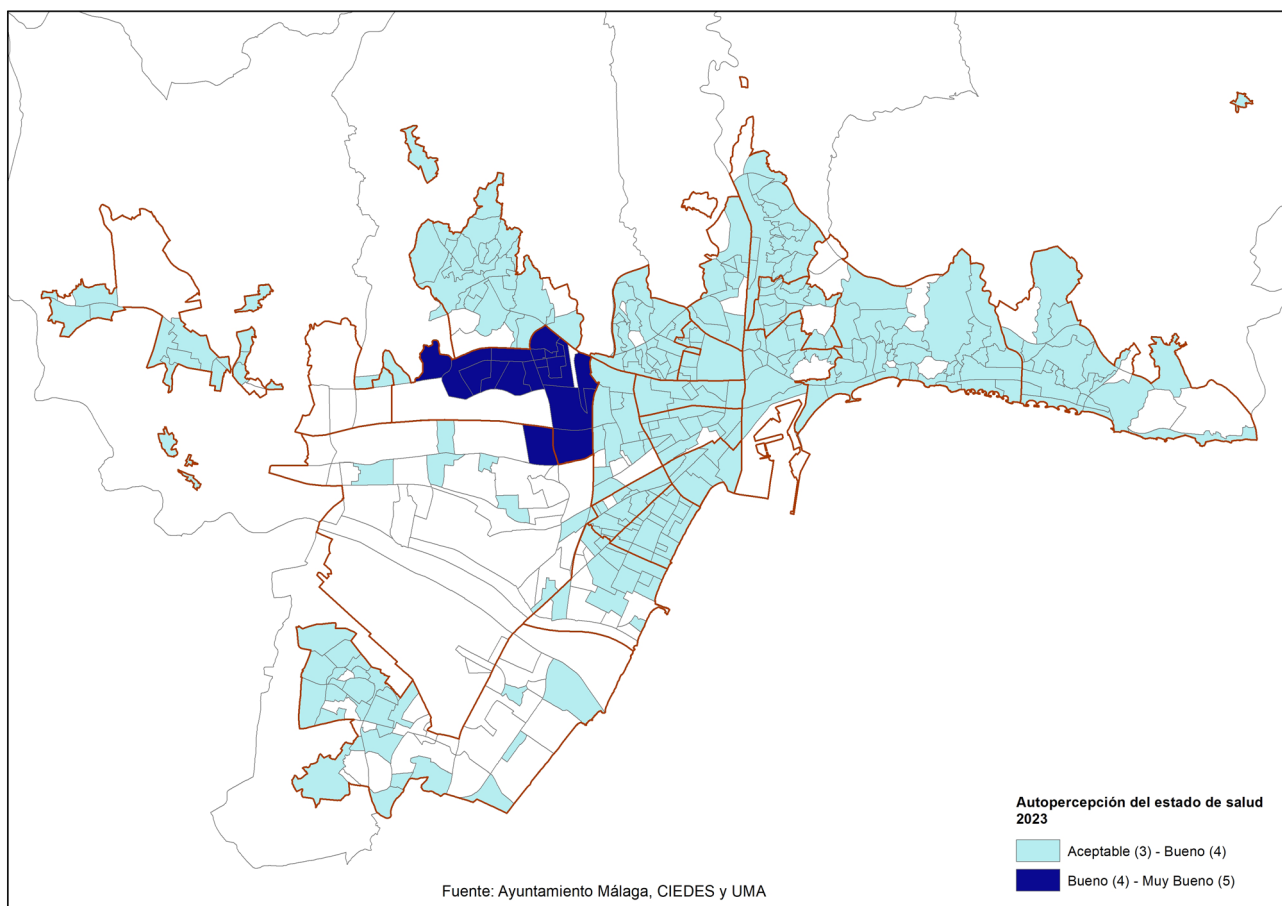 Autopercepción del estado de salud
2023
Aceptable (3) - Bueno (4)
Bueno (4) - Muy Bueno (5)
Fuente: Ayuntamiento Málaga, CIEDES y UMA